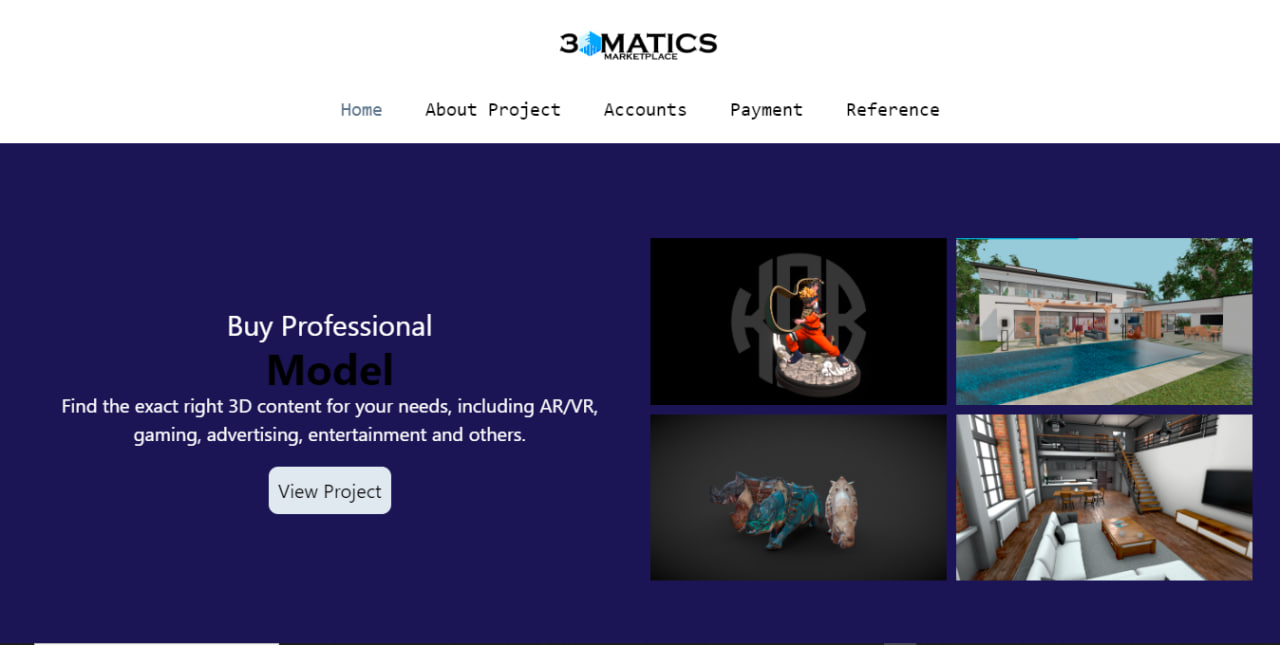 3DMATICS
MARKETPLACE
Home About Project Accounts Payment Reference
Buy Professional
Model
Find the exact right 3D content for your needs, including AR/VR,
gaming, advertising, entertainment and others.
View Project